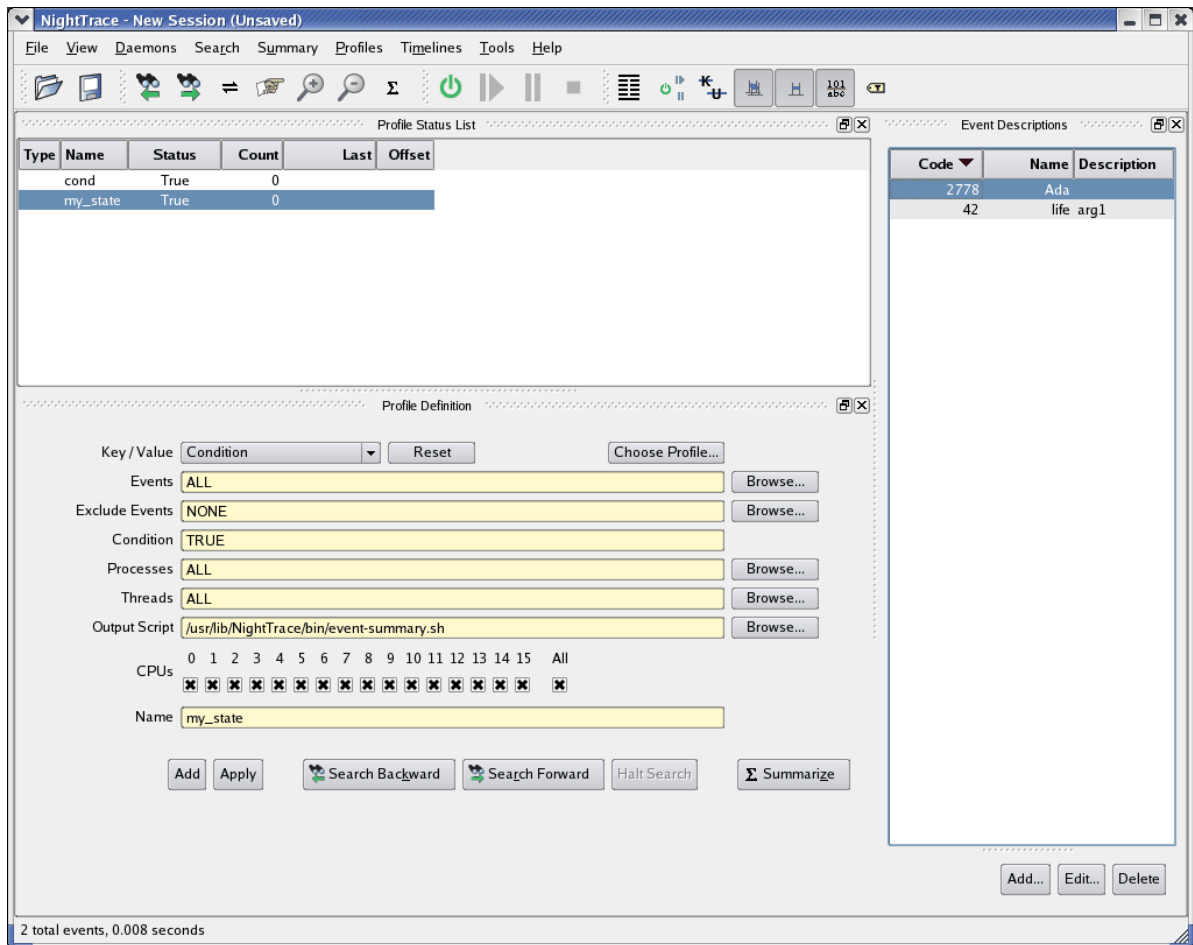 NightTrace - New Session (Unsaved)
File View Daemons Search Summary Profiles Timelines Tools Help
Σ K U 101 abc T
Profile Status List
Type Name Status Count Last Offset
cond True 0
my_state True 0
Event Descriptions
Code Name Description
2778 Ada
42 life arg1
Profile Definition
Key / Value Condition Reset Choose Profile...
Events ALL Browse...
Exclude Events NONE Browse...
Condition TRUE
Processes ALL Browse...
Threads ALL Browse...
Output Script /usr/lib/NightTrace/bin/event-summary.sh Browse...
0 1 2 3 4 5 6 7 8 9 10 11 12 13 14 15 All
CPUs
Name my_state
Add Apply Search Backward Search Forward Halt Search Σ Summarize
Add... Edit... Delete
2 total events, 0.008 seconds